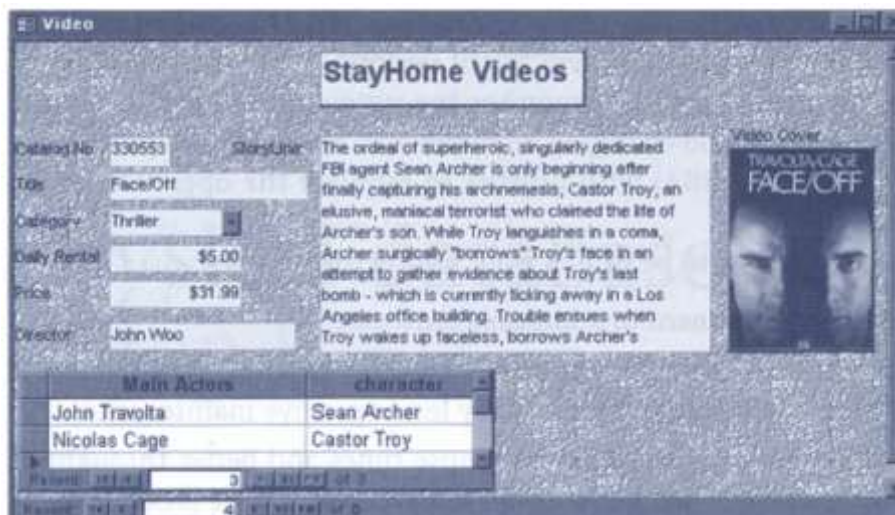 Video
StayHome Videos
Catalog No 330553
StoryLine
The ordeal of superheroic, singularly dedicated
FBI agent Sean Archer is only beginning after
finally capturing his archnemesis, Castor Troy, an
elusive, maniacal terrorist who claimed the life of
Archer's son. While Troy languishes in a coma,
Archer surgically "borrows" Troy's face in an
attempt to gather evidence about Troy's last
bomb - which is currently ticking away in a Los
Angeles office building. Trouble ensues when
Troy wakes up faceless, borrows Archer's
Title Face/Off
Category Thriller
Daily Rental $5.00
Price $31.99
Director John Woo
Video Cover
TRAVOLTA/CAGE
FACE/OFF
Main Actors character
John Travolta Sean Archer
Nicolas Cage Castor Troy
Record: 3 of 3
Record: 4 of